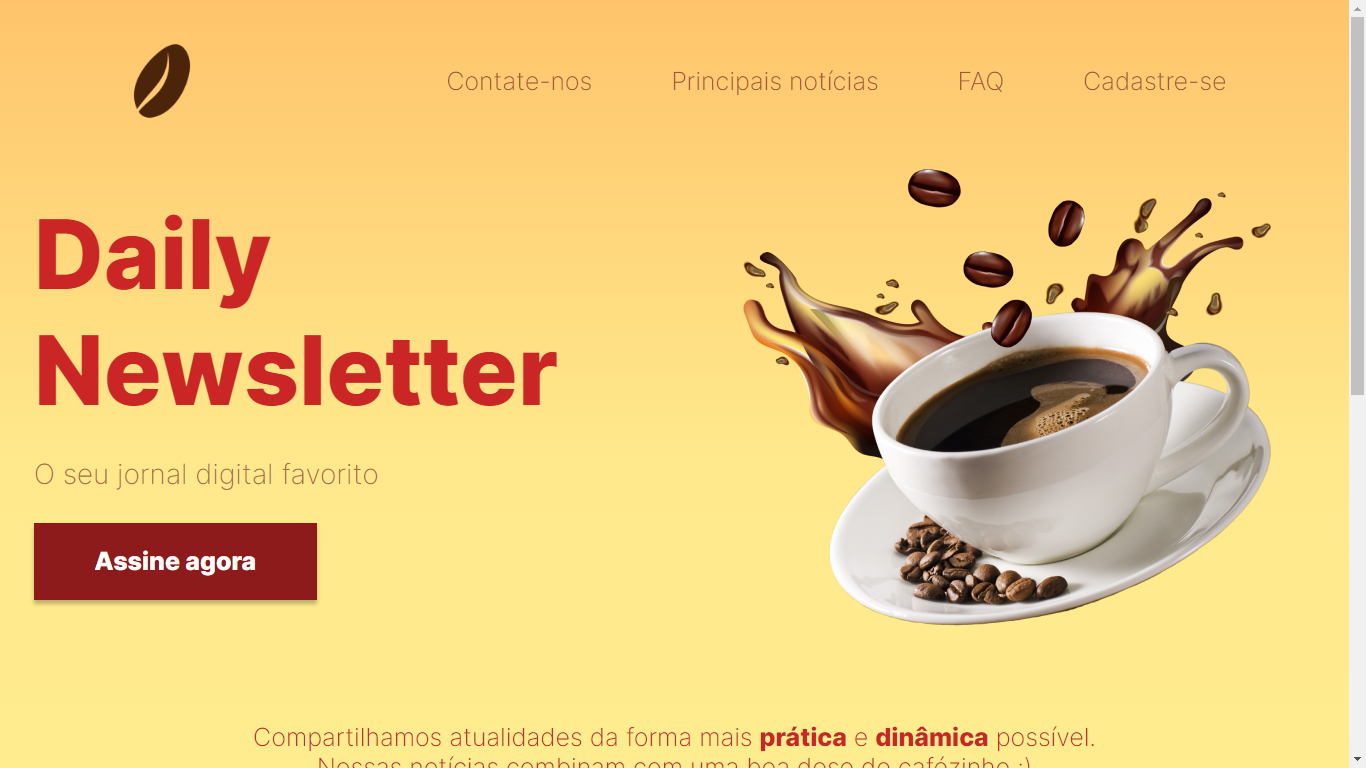 Contate-nos
Principais notícias
FAQ
Cadastre-se
Daily
Newsletter
O seu jornal digital favorito
Assine agora
Compartilhamos atualidades da forma mais prática e dinâmica possível.
Nossas notícias combinam com uma boa dose de cafézinho :)